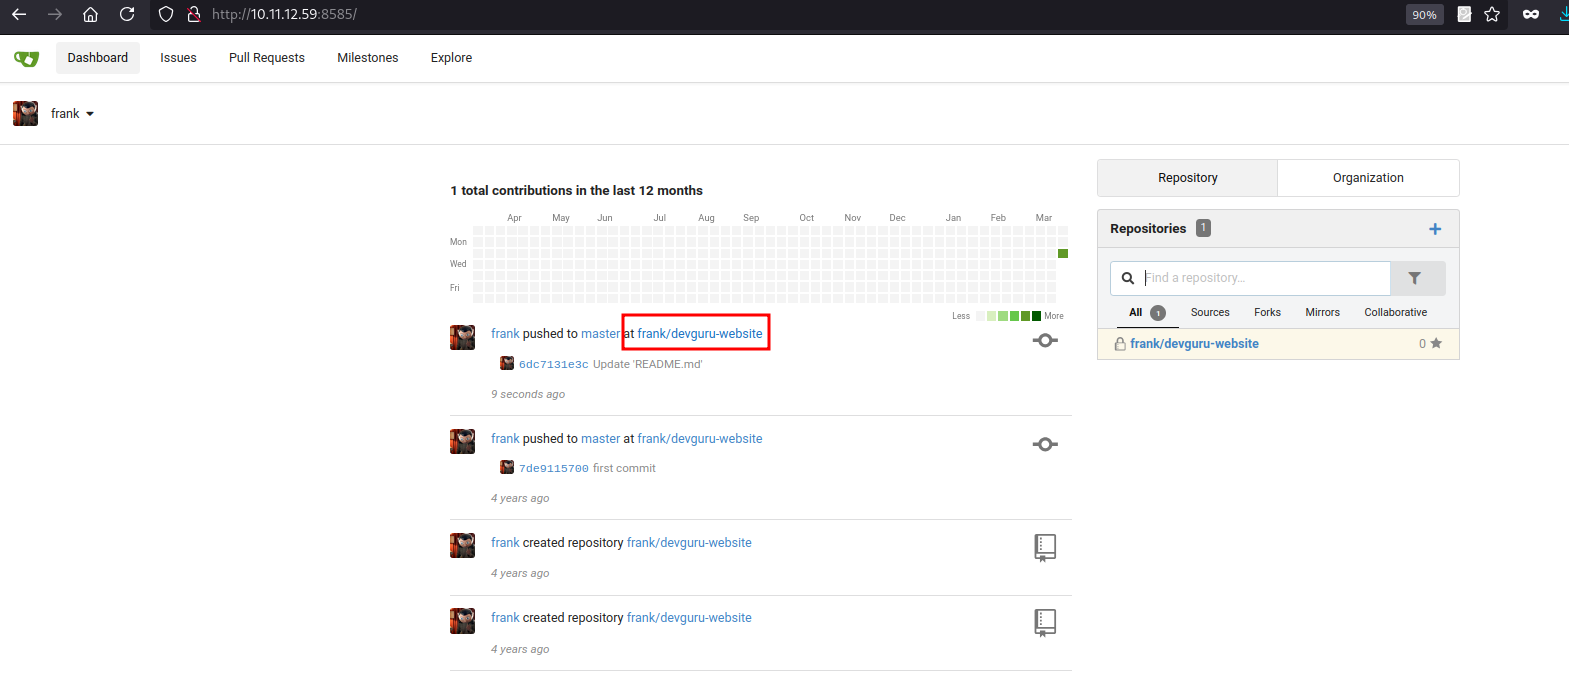 http://10.11.12.59:8585/ 90%
Dashboard Issues Pull Requests Milestones Explore
frank
1 total contributions in the last 12 months
Apr May Jun Jul Aug Sep Oct Nov Dec Jan Feb Mar
Mon
Wed
Fri
Less More
frank pushed to master at frank/devguru-website
6dc7131e3c Update 'README.md'
9 seconds ago
frank pushed to master at frank/devguru-website
7de9115700 first commit
4 years ago
frank created repository frank/devguru-website
4 years ago
frank created repository frank/devguru-website
4 years ago
Repository Organization
Repositories 1
Find a repository...
All 1 Sources Forks Mirrors Collaborative
frank/devguru-website 0